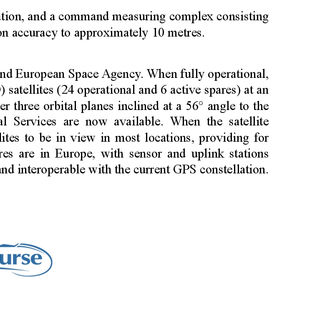 tion, and a command measuring complex consisting
on accuracy to approximately 10 metres.
nd European Space Agency. When fully operational,
) satellites (24 operational and 6 active spares) at an
er three orbital planes inclined at a 56° angle to the
al Services are now available. When the satellite
lites to be in view in most locations, providing for
res are in Europe, with sensor and uplink stations
and interoperable with the current GPS constellation.
urse